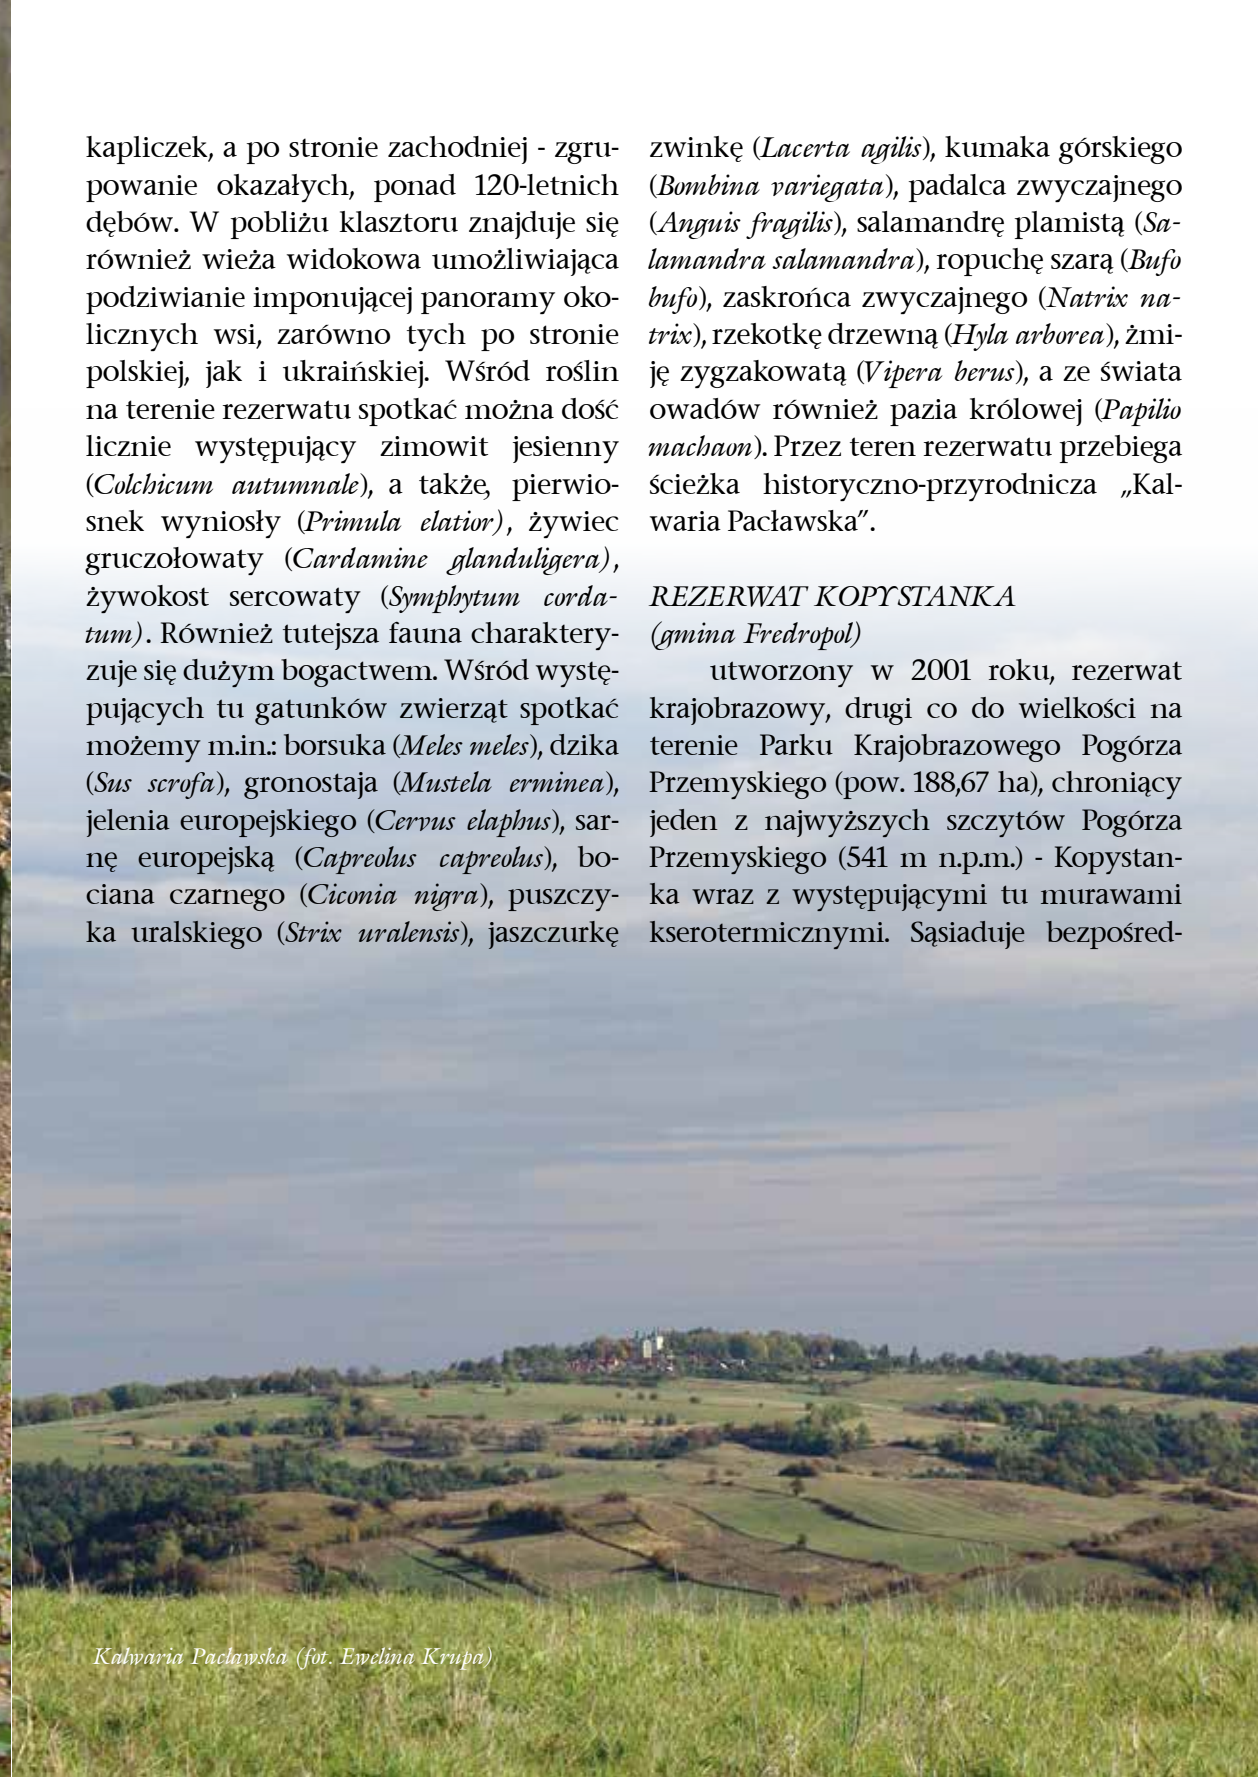 kapliczek, a po stronie zachodniej - zgru-
powanie okazałych, ponad 120-letnich
dębów. W pobliżu klasztoru znajduje się
również wieża widokowa umożliwiająca
podziwianie imponującej panoramy oko-
licznych wsi, zarówno tych po stronie
polskiej, jak i ukraińskiej. Wśród roślin
na terenie rezerwatu spotkać można dość
licznie występujący zimowit jesienny
(Colchicum autumnale), a także, pierwio-
snek wyniosły (Primula elatior), żywiec
gruczołowaty (Cardamine glanduligera),
żywokost sercowaty (Symphytum corda-
tum). Również tutejsza fauna charaktery-
zuje się dużym bogactwem. Wśród wystę-
pujących tu gatunków zwierząt spotkać
możemy m.in.: borsuka (Meles meles), dzika
(Sus scrofa), gronostaja (Mustela erminea),
jelenia europejskiego (Cervus elaphus), sar-
nę europejską (Capreolus capreolus), bo-
ciana czarnego (Ciconia nigra), puszczy-
ka uralskiego (Strix uralensis), jaszczurkę
zwinkę (Lacerta agilis), kumaka górskiego
(Bombina variegata), padalca zwyczajnego
(Anguis fragilis), salamandrę plamistą (Sa-
lamandra salamandra), ropuchę szarą (Bufo
bufo), zaskrońca zwyczajnego (Natrix na-
trix), rzekotkę drzewną (Hyla arborea), żmi-
ję zygzakowatą (Vipera berus), a ze świata
owadów również pazia królowej (Papilio
machaon). Przez teren rezerwatu przebiega
ścieżka historyczno-przyrodnicza „Kal-
waria Pacławska”.
REZERWAT KOPYSTANKA
(gmina Fredropol)
utworzony w 2001 roku, rezerwat
krajobrazowy, drugi co do wielkości na
terenie Parku Krajobrazowego Pogórza
Przemyskiego (pow. 188,67 ha), chroniący
jeden z najwyższych szczytów Pogórza
Przemyskiego (541 m n.p.m.) - Kopystan-
ka wraz z występującymi tu murawami
kserotermicznymi. Sąsiaduje bezpośred-
Kalwaria Pacławska (fot. Ewelina Krupa)